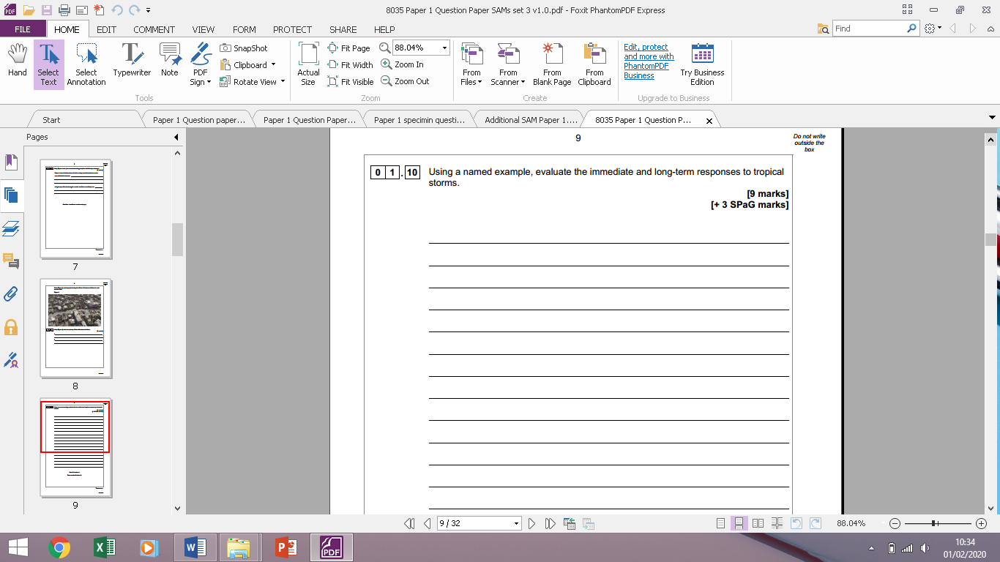 8035 Paper 1 Question Paper SAMs set 3 v1.0.pdf - Foxit PhantomPDF Express
FILE HOME EDIT COMMENT VIEW FORM PROTECT SHARE HELP
Find
Hand
Select Text
Select Annotation
Typewriter
Note
PDF Sign
SnapShot
Clipboard
Rotate View
Tools
Actual Size
Fit Page
Fit Width
Fit Visible
88.04%
Zoom In
Zoom Out
Zoom
From Files
From Scanner
From Blank Page
From Clipboard
Create
Edit, protect
and more with
PhantomPDF
Business
Try Business Edition
Upgrade to Business
Start
Paper 1 Question paper...
Paper 1 Question Paper...
Paper 1 specimin questi...
Additional SAM Paper 1....
8035 Paper 1 Question P...
Pages
7
8
9
9
Do not write
outside the
box
0 1 . 10 Using a named example, evaluate the immediate and long-term responses to tropical
storms.
[9 marks]
[+ 3 SPaG marks]
9 / 32
88.04%
10:34
01/02/2020